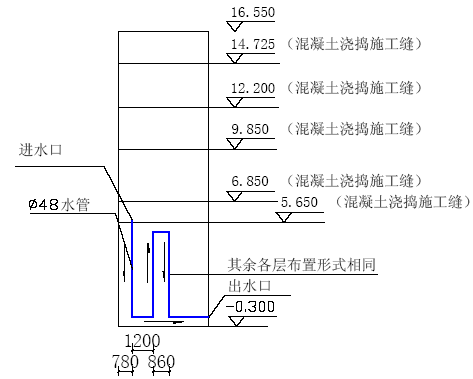 16.550
14.725（混凝土浇捣施工缝）
12.200（混凝土浇捣施工缝）
9.850（混凝土浇捣施工缝）
进水口
6.850（混凝土浇捣施工缝）
5.650（混凝土浇捣施工缝）
Ø48水管
其余各层布置形式相同
出水口
-0.300
1200
780 860